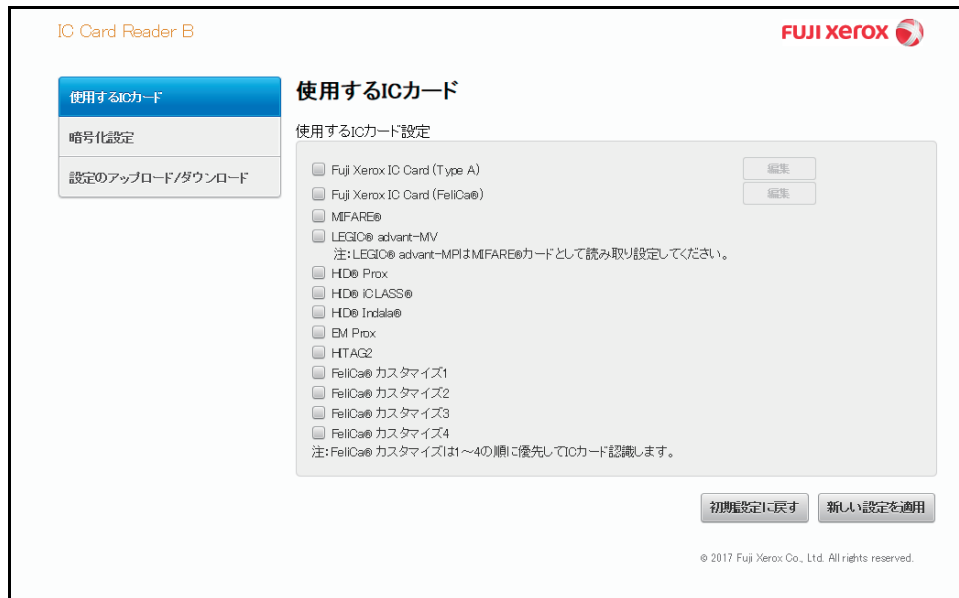 IC Card Reader B
FUJI XEROX
使用するICカード
暗号化設定
設定のアップロード/ダウンロード
使用するICカード
使用するICカード設定
Fuji Xerox IC Card (Type A) 編集
Fuji Xerox IC Card (FeliCa®) 編集
MIFARE®
LEGIC® advant-MV
注:LEGIC® advant-MPはMIFARE®カードとして読み取り設定してください。
HID® Prox
HID® iCLASS®
HID® Indala®
EM Prox
HITAG2
FeliCa® カスタマイズ1
FeliCa® カスタマイズ2
FeliCa® カスタマイズ3
FeliCa® カスタマイズ4
注:FeliCa® カスタマイズは1~4の順に優先してICカード認識します。
初期設定に戻す 新しい設定を適用
© 2017 Fuji Xerox Co., Ltd. All rights reserved.